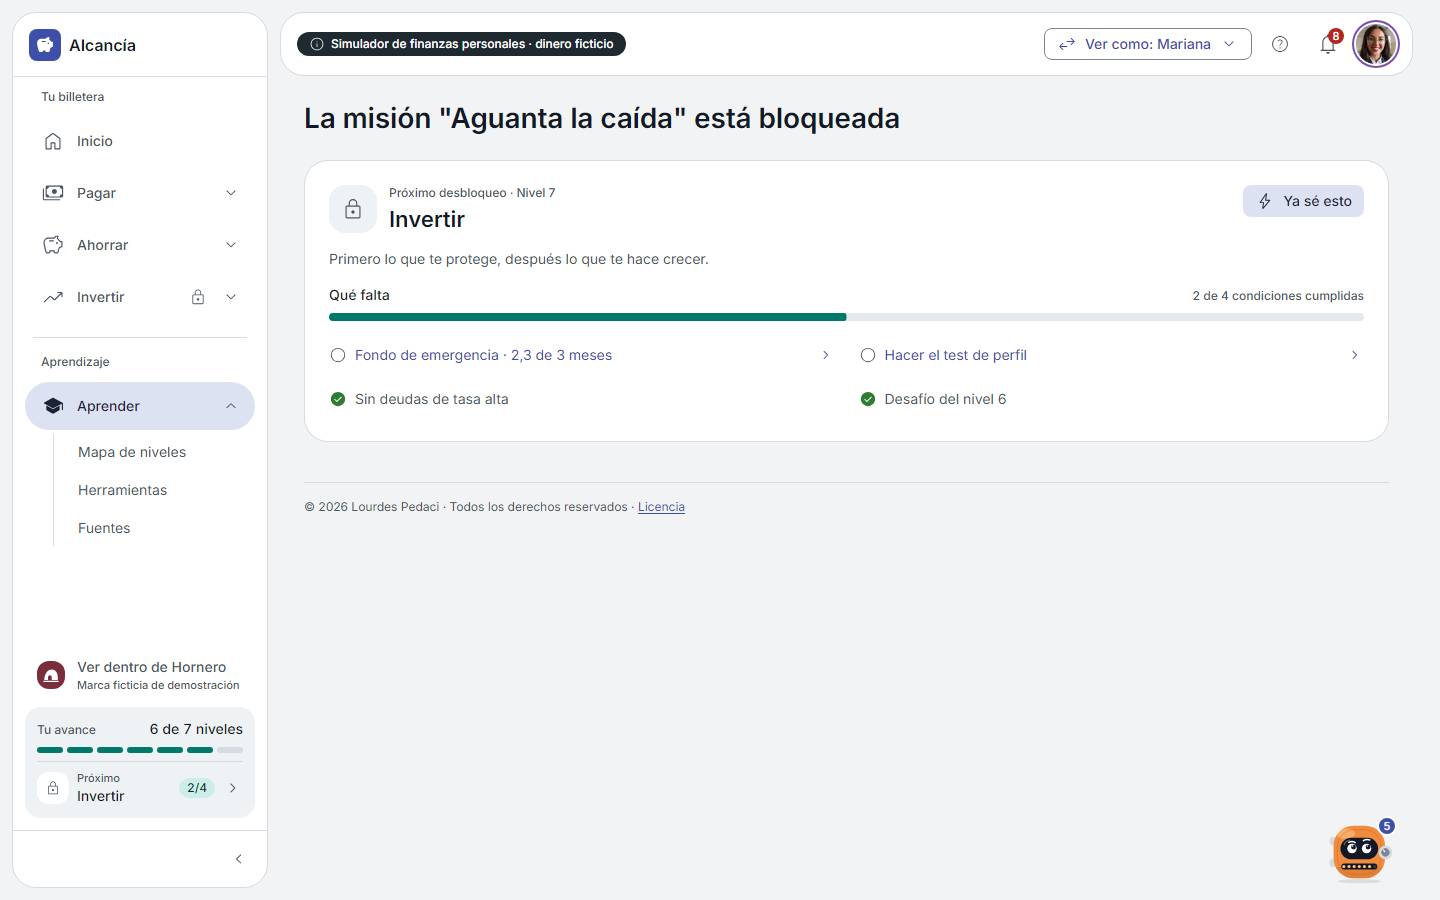 Alcancía
Tu billetera
Inicio
Pagar
Ahorrar
Invertir
Aprendizaje
Aprender
Mapa de niveles
Herramientas
Fuentes
Ver dentro de Hornero
Marca ficticia de demostración
Tu avance
6 de 7 niveles
Próximo
Invertir
2/4
Simulador de finanzas personales · dinero ficticio
Ver como: Mariana
8
La misión "Aguanta la caída" está bloqueada
Próximo desbloqueo · Nivel 7
Invertir
Ya sé esto
Primero lo que te protege, después lo que te hace crecer.
Qué falta
2 de 4 condiciones cumplidas
Fondo de emergencia · 2,3 de 3 meses
Hacer el test de perfil
Sin deudas de tasa alta
Desafío del nivel 6
© 2026 Lourdes Pedaci · Todos los derechos reservados · Licencia
5